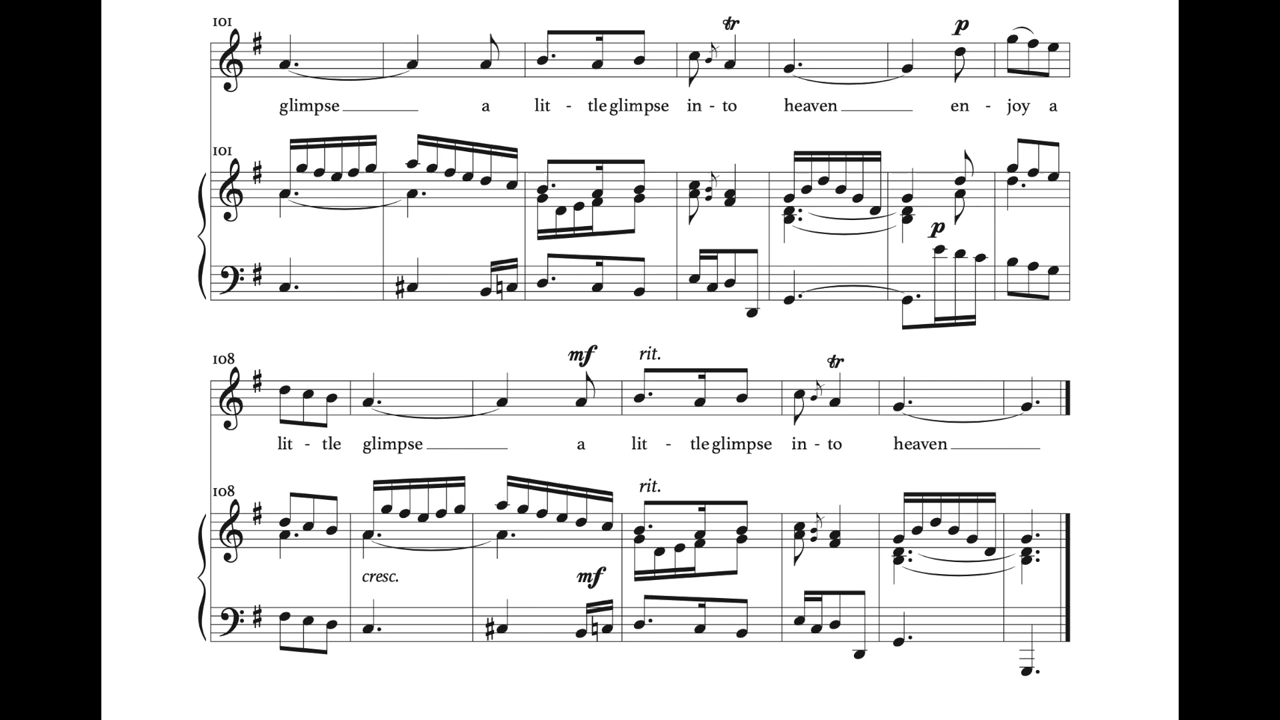 101 tr p
glimpse a lit - tle glimpse in - to heaven en - joy a
101
p
mf rit. tr
108
lit - tle glimpse a lit - tle glimpse in - to heaven
108 rit.
cresc. mf